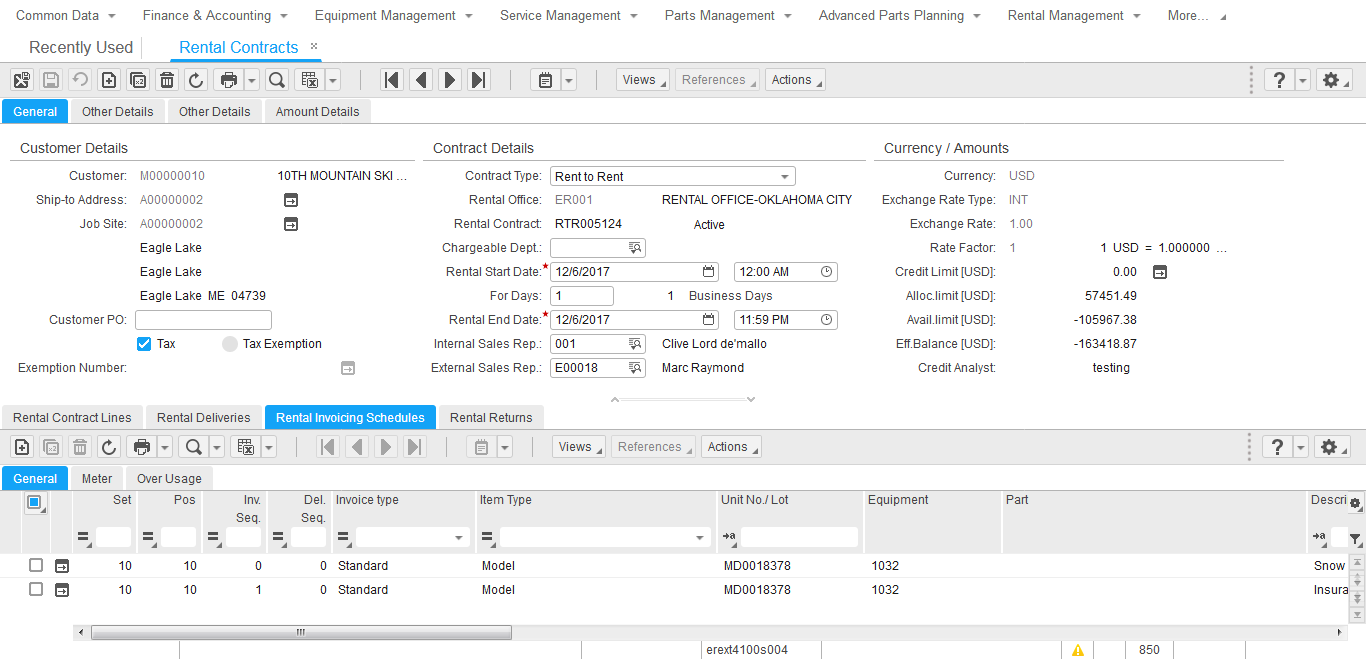 Common Data Finance & Accounting Equipment Management Service Management Parts Management Advanced Parts Planning Rental Management More...
Recently Used Rental Contracts ×
Views References Actions ?
General Other Details Other Details Amount Details
Customer Details Contract Details Currency / Amounts
Customer: M00000010 10TH MOUNTAIN SKI ... Contract Type: Rent to Rent Currency: USD
Ship-to Address: A00000002 Rental Office: ER001 RENTAL OFFICE-OKLAHOMA CITY Exchange Rate Type: INT
Job Site: A00000002 Rental Contract: RTR005124 Active Exchange Rate: 1.00
Eagle Lake Chargeable Dept.: Rate Factor: 1 1 USD = 1.000000 ...
Eagle Lake Rental Start Date:* 12/6/2017 12:00 AM Credit Limit [USD]: 0.00
Eagle Lake ME 04739 For Days: 1 1 Business Days Alloc.limit [USD]: 57451.49
Customer PO: Rental End Date:* 12/6/2017 11:59 PM Avail.limit [USD]: -105967.38
Tax Tax Exemption Internal Sales Rep.: 001 Clive Lord de'mallo Eff.Balance [USD]: -163418.87
Exemption Number: External Sales Rep.: E00018 Marc Raymond Credit Analyst: testing
Rental Contract Lines Rental Deliveries Rental Invoicing Schedules Rental Returns
Views References Actions ?
General Meter Over Usage
Set Pos Inv. Del. Invoice type Item Type Unit No./ Lot Equipment Part Descri
Seq. Seq.
10 10 0 0 Standard Model MD0018378 1032 Snow
10 10 1 0 Standard Model MD0018378 1032 Insura
erext4100s004 850